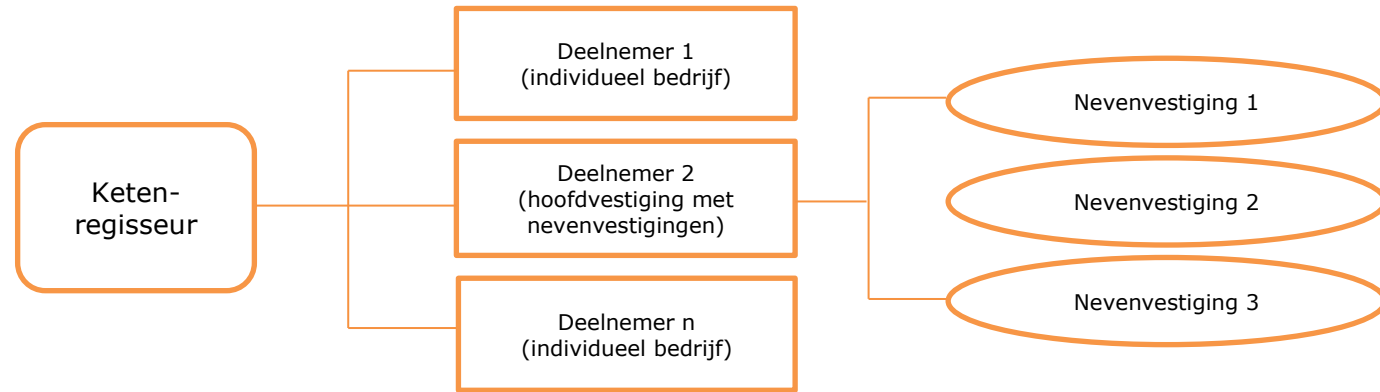 Keten-
regisseur
Deelnemer 1
(individueel bedrijf)
Deelnemer 2
(hoofdvestiging met
nevenvestigingen)
Deelnemer n
(individueel bedrijf)
Nevenvestiging 1
Nevenvestiging 2
Nevenvestiging 3